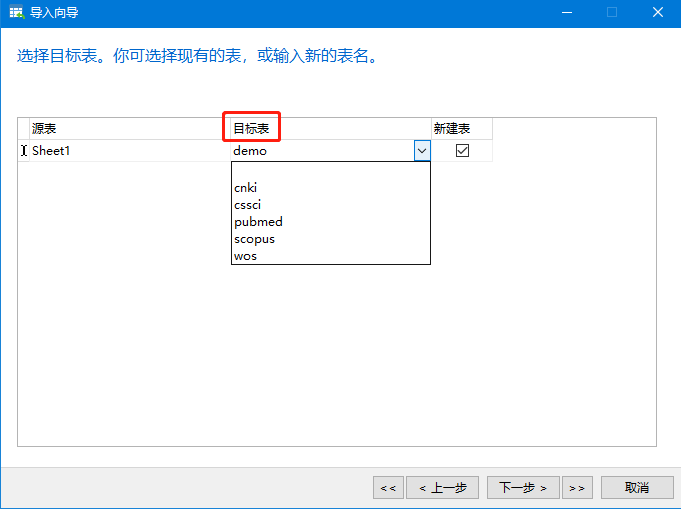 导入向导
选择目标表。你可选择现有的表，或输入新的表名。
源表 目标表 新建表
Sheet1 demo
cnki
cssci
pubmed
scopus
wos
<< < 上一步 下一步 > >> 取消